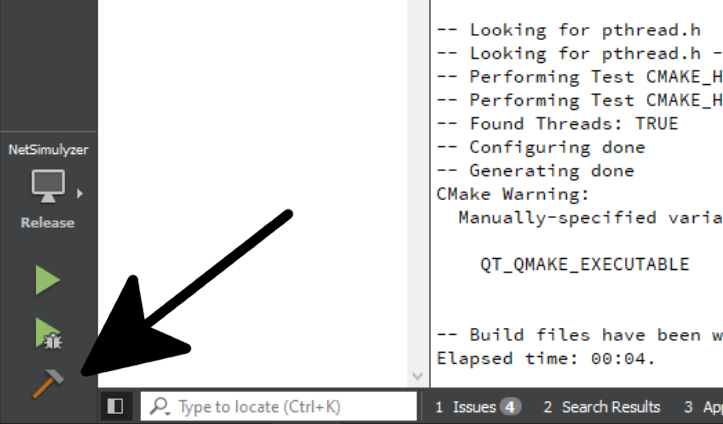 -- Looking for pthread.h
-- Looking for pthread.h -
-- Performing Test CMAKE_H
-- Performing Test CMAKE_H
-- Found Threads: TRUE
-- Configuring done
-- Generating done
CMake Warning:
Manually-specified varia
QT_QMAKE_EXECUTABLE
-- Build files have been w
Elapsed time: 00:04.
NetSimulyzer
Release
Type to locate (Ctrl+K)
1 Issues 4 2 Search Results 3 App